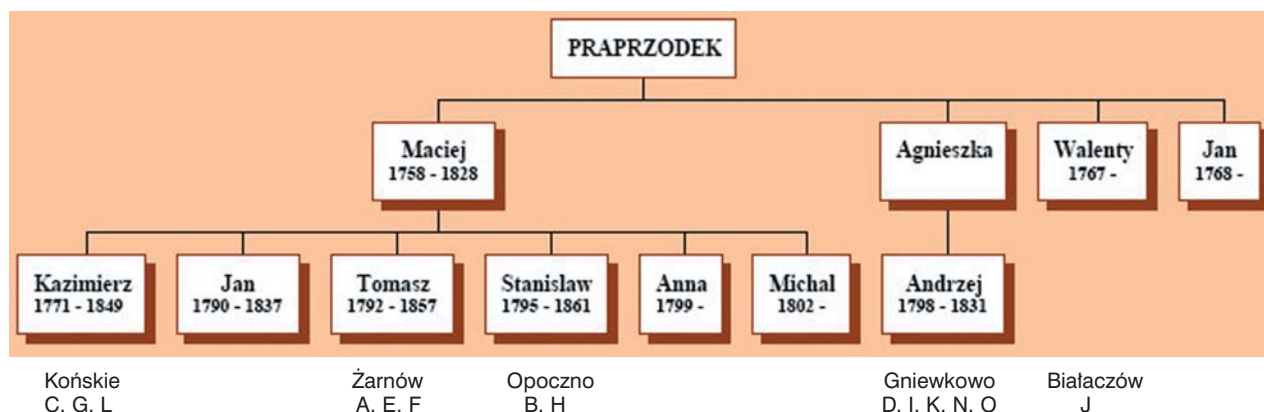 PRAPRZODEK
Maciej
1758 - 1828
Agnieszka
Walenty
1767 -
Jan
1768 -
Kazimierz
1771 - 1849
Jan
1790 - 1837
Tomasz
1792 - 1857
Stanislaw
1795 - 1861
Anna
1799 -
Michal
1802 -
Andrzej
1798 - 1831
Końskie
C, G, L
Żarnów
A, E, F
Opoczno
B, H
Gniewkowo
D, I, K, N, O
Białaczów
J